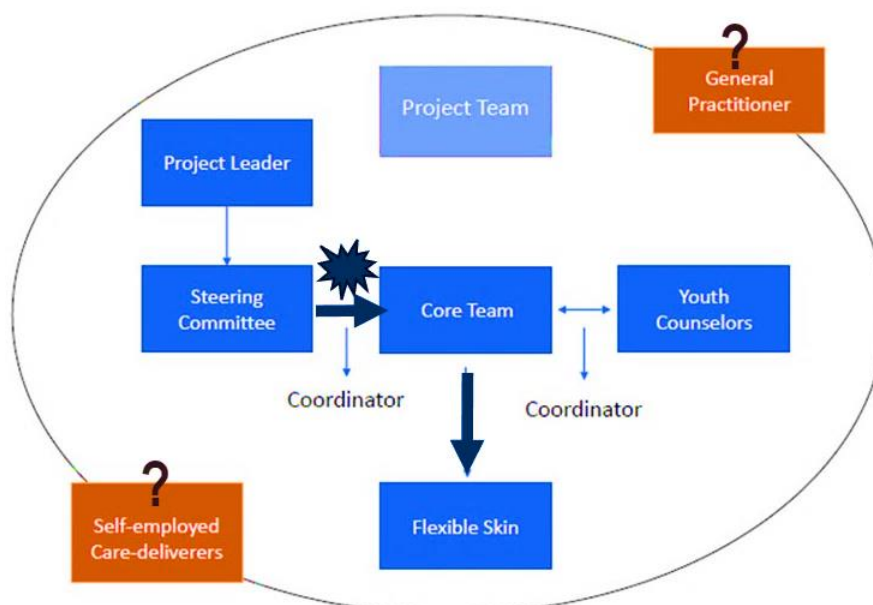 ?
General
Practitioner
Project Team
Project Leader
Steering
Committee
Core Team
Youth
Counselors
Coordinator
Coordinator
?
Self-employed
Care-deliverers
Flexible Skin